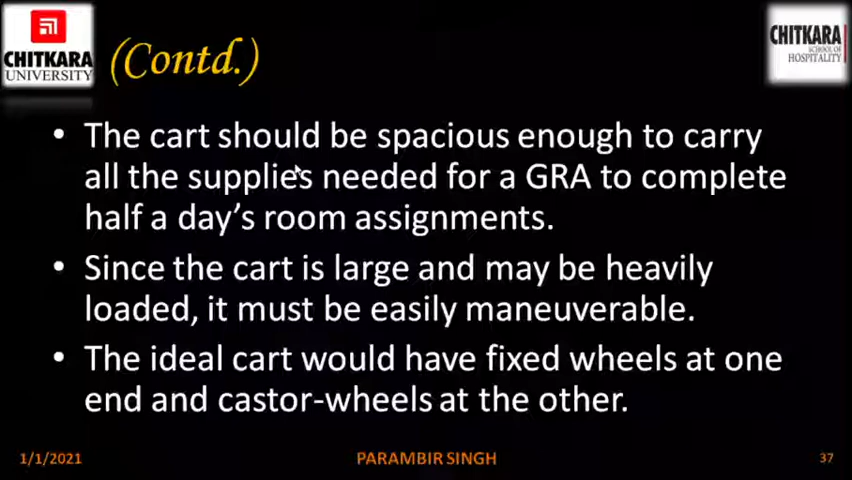 CHITKARA
UNIVERSITY
(Contd.)
CHITKARA
SCHOOL OF
HOSPITALITY
• The cart should be spacious enough to carry
all the supplies needed for a GRA to complete
half a day's room assignments.
• Since the cart is large and may be heavily
loaded, it must be easily maneuverable.
• The ideal cart would have fixed wheels at one
end and castor-wheels at the other.
1/1/2021
PARAMBIR SINGH
37